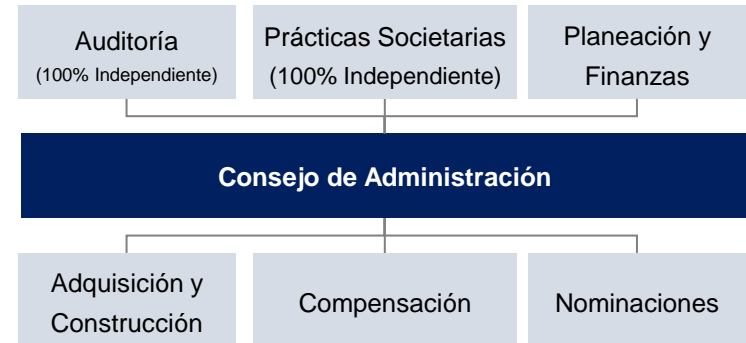 Auditoría
(100% Independiente)
Prácticas Societarias
(100% Independiente)
Planeación y
Finanzas
Consejo de Administración
Adquisición y
Construcción
Compensación
Nominaciones